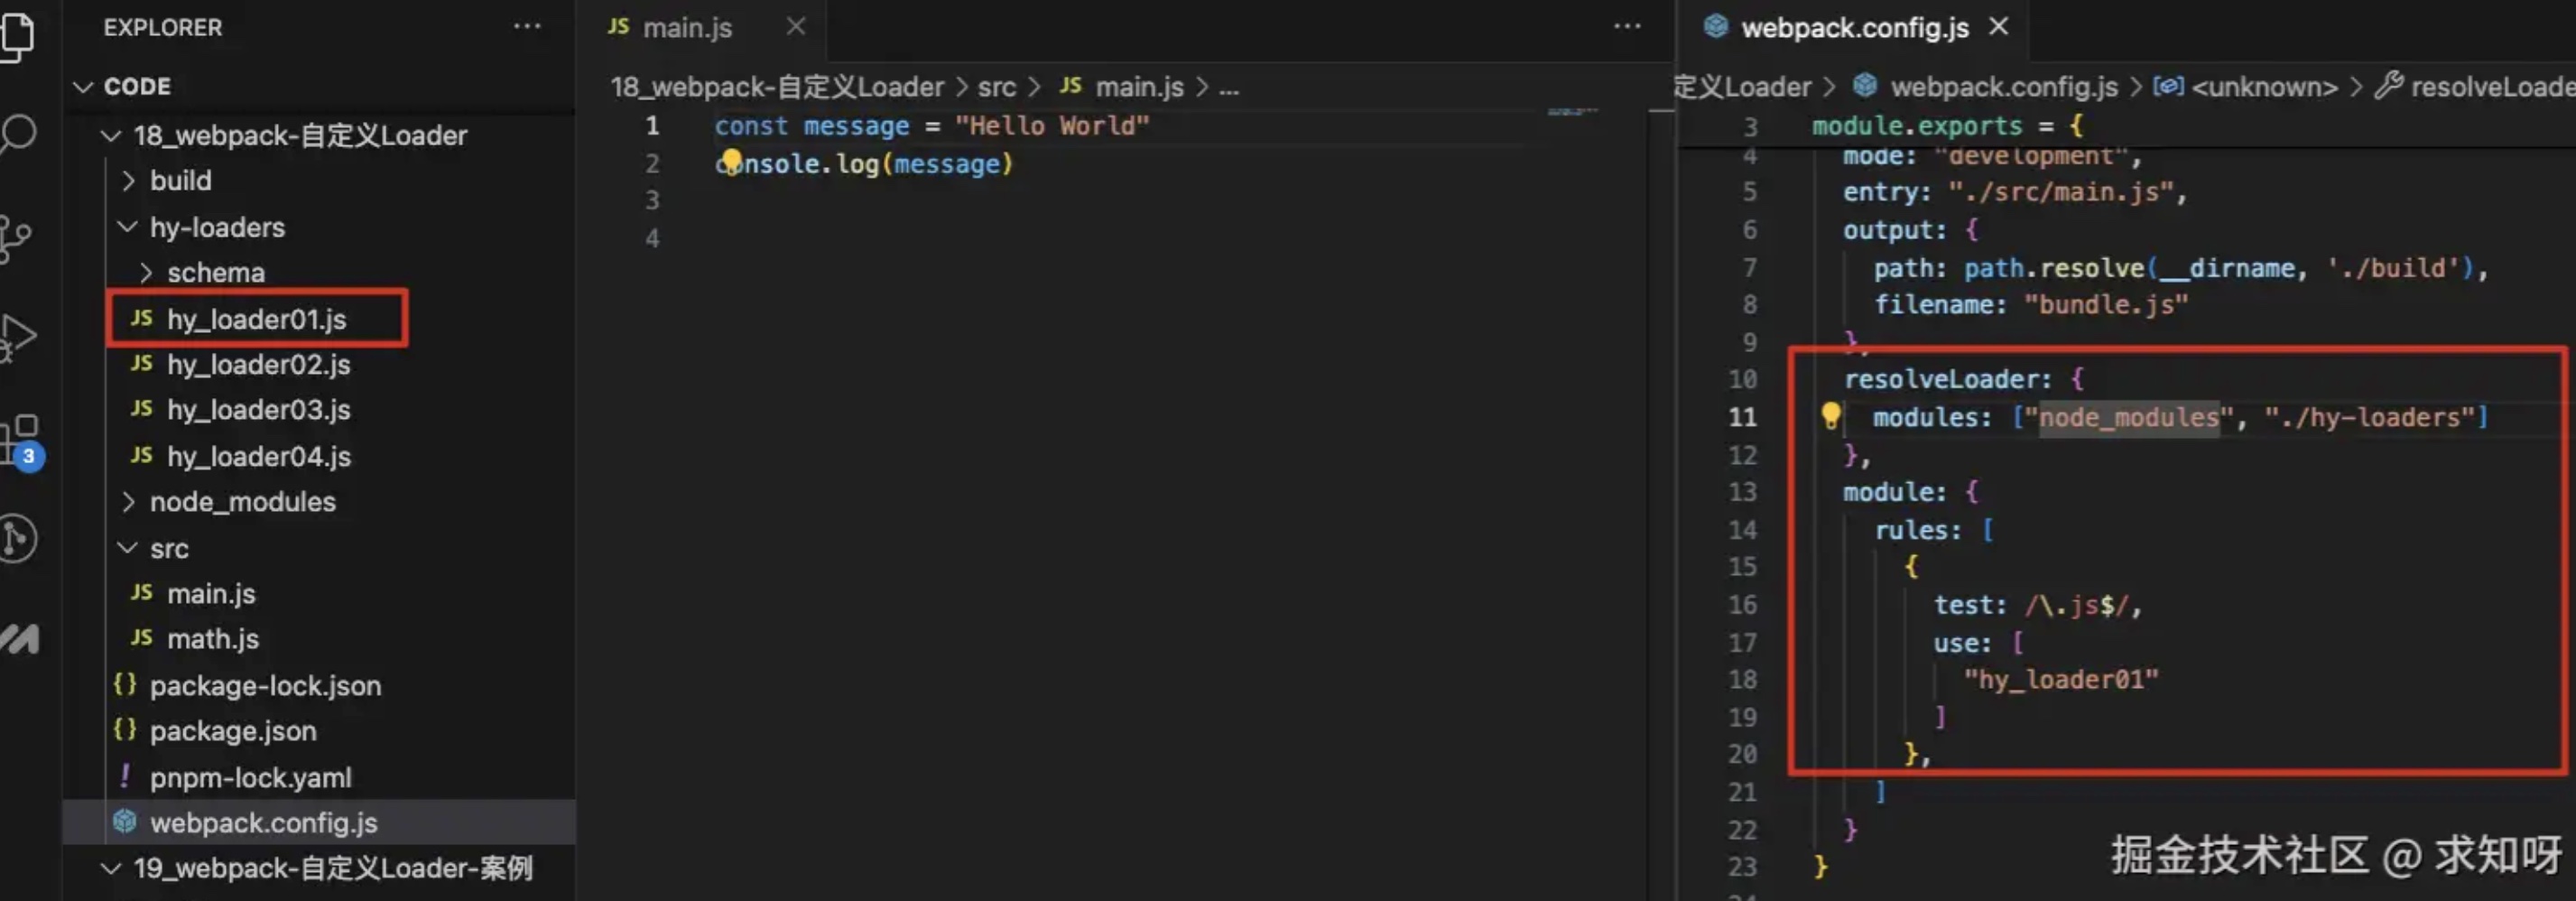 EXPLORER
CODE
18_webpack-自定义Loader
build
hy-loaders
schema
JS hy_loader01.js
JS hy_loader02.js
JS hy_loader03.js
JS hy_loader04.js
node_modules
src
JS main.js
JS math.js
{} package-lock.json
{} package.json
! pnpm-lock.yaml
webpack.config.js
19_webpack-自定义Loader-案例
3
JS main.js
18_webpack-自定义Loader > src > JS main.js > ...
1 const message = "Hello World"
2 console.log(message)
3
4
webpack.config.js
定义Loader > webpack.config.js > <unknown> > resolveLoade
3 module.exports = {
4 mode: "development",
5 entry: "./src/main.js",
6 output: {
7 path: path.resolve(__dirname, './build'),
8 filename: "bundle.js"
9 },
10 resolveLoader: {
11 modules: ["node_modules", "./hy-loaders"]
12 },
13 module: {
14 rules: [
15 {
16 test: /\.js$/,
17 use: [
18 "hy_loader01"
19 ]
20 },
21 ]
22 }
23 }
掘金技术社区 @ 求知呀